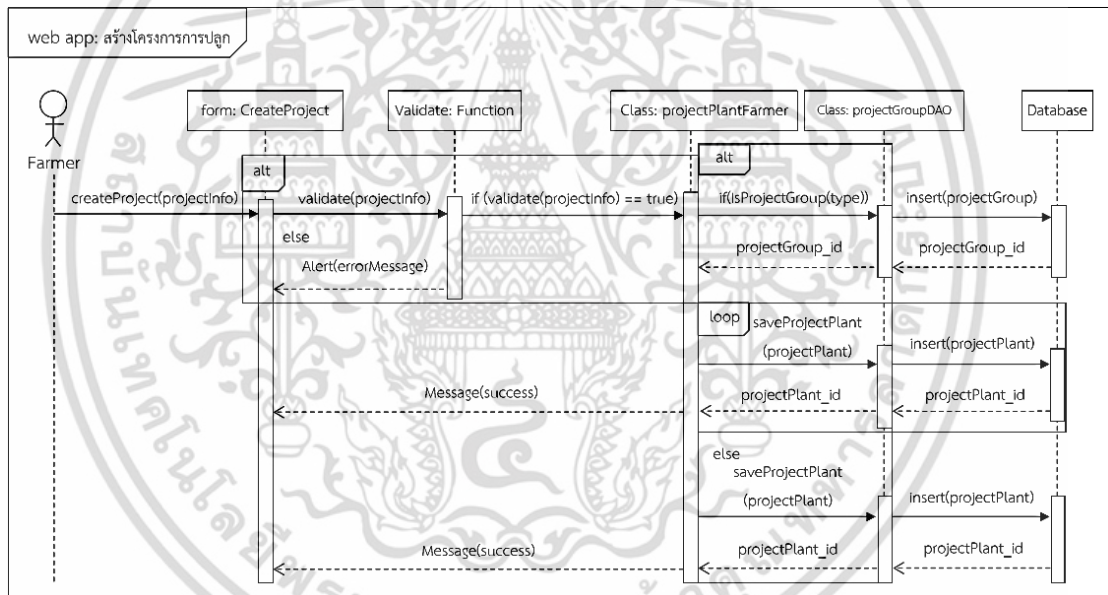 web app: สร้างโครงการการปลูก
form: CreateProject
Validate: Function
Class: projectPlantFarmer
Class: projectGroupDAO
Database
Farmer
alt
alt
createProject(projectInfo)
validate(projectInfo)
if (validate(projectInfo) == true)
if(IsProjectGroup(type))
insert(projectGroup)
else
projectGroup_id
projectGroup_id
Alert(errorMessage)
loop
saveProjectPlant
(projectPlant)
insert(projectPlant)
Message(success)
projectPlant_id
projectPlant_id
else
saveProjectPlant
(projectPlant)
insert(projectPlant)
Message(success)
projectPlant_id
projectPlant_id